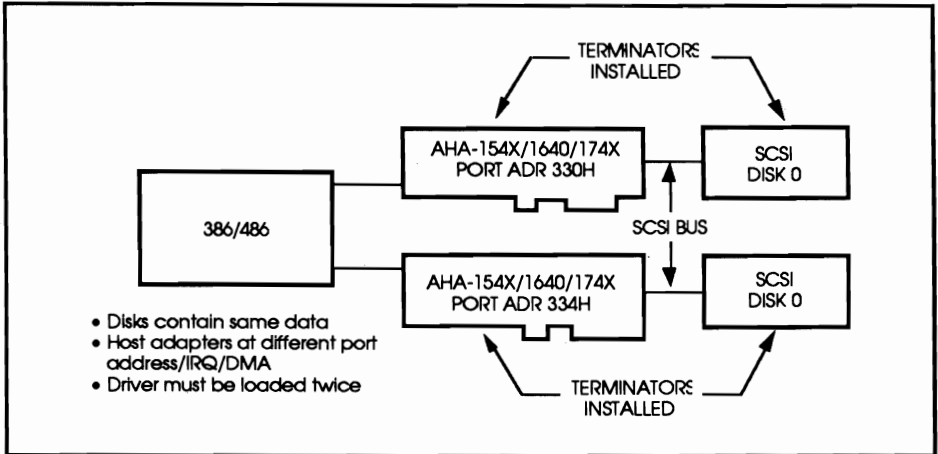 TERMINATORS
INSTALLED
AHA-154X/1640/174X
PORT ADR 330H
SCSI
DISK 0
386/486
SCSI BUS
AHA-154X/1640/174X
PORT ADR 334H
SCSI
DISK 0
• Disks contain same data
• Host adapters at different port
address/IRQ/DMA
• Driver must be loaded twice
TERMINATORS
INSTALLED